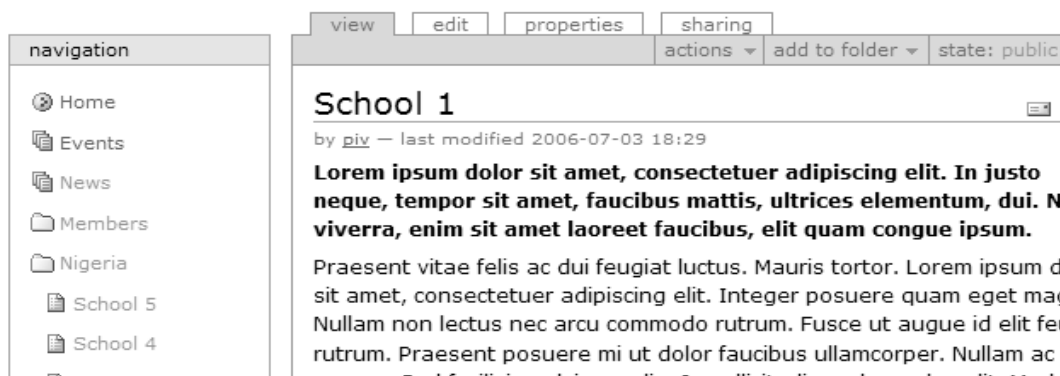 view edit properties sharing
navigation
actions add to folder state: public
Home
Events
News
Members
Nigeria
School 5
School 4
School 1
by piv — last modified 2006-07-03 18:29
Lorem ipsum dolor sit amet, consectetuer adipiscing elit. In justo
neque, tempor sit amet, faucibus mattis, ultrices elementum, dui. N
viverra, enim sit amet laoreet faucibus, elit quam congue ipsum.
Praesent vitae felis ac dui feugiat luctus. Mauris tortor. Lorem ipsum d
sit amet, consectetuer adipiscing elit. Integer posuere quam eget mag
Nullam non lectus nec arcu commodo rutrum. Fusce ut augue id elit feu
rutrum. Praesent posuere mi ut dolor faucibus ullamcorper. Nullam ac